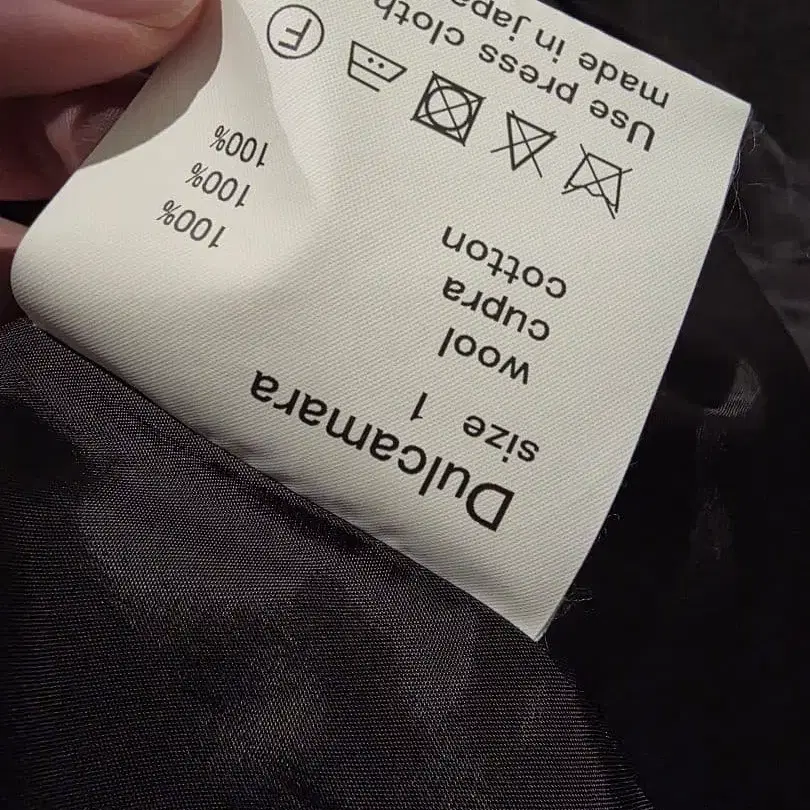 Dulcamara
size 1
wool 100%
cupra 100%
cotton 100%
F
Use press cloth
made in japa